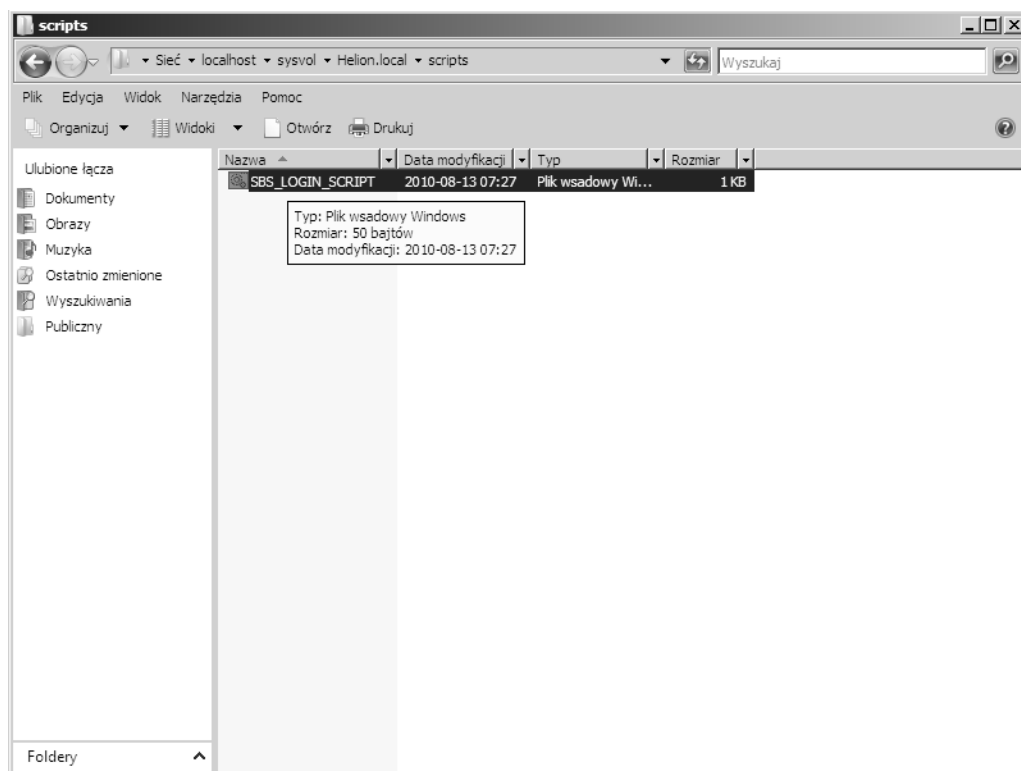 scripts
Sieć localhost sysvol Helion.local scripts
Wyszukaj
Plik Edycja Widok Narzędzia Pomoc
Organizuj Widoki Otwórz Drukuj
Ulubione łącza
Dokumenty
Obrazy
Muzyka
Ostatnio zmienione
Wyszukiwania
Publiczny
Foldery
Nazwa Data modyfikacji Typ Rozmiar
SBS_LOGIN_SCRIPT 2010-08-13 07:27 Plik wsadowy Wi... 1 KB
Typ: Plik wsadowy Windows
Rozmiar: 50 bajtów
Data modyfikacji: 2010-08-13 07:27